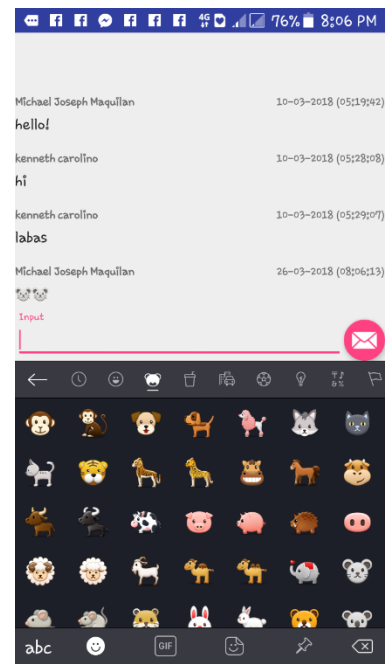 4G 76% 8:06 PM
Michael Joseph Maquilan 10-03-2018 (05:19:42)
hello!
kenneth carolino 10-03-2018 (05:28:08)
hi
kenneth carolino 10-03-2018 (05:29:07)
labas
Michael Joseph Maquilan 26-03-2018 (08:06:13)
🐨🐨
Input
abc GIF